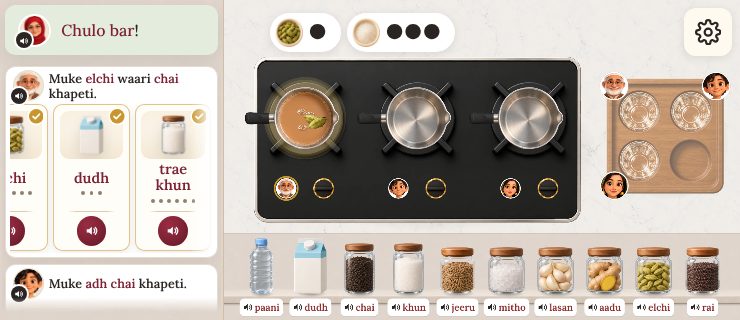 Chulo bar!
Muke elchi waari chai
khapeti.
chi
dudh
trae
khun
Muke adh chai khapeti.
paani
dudh
chai
khun
jeeru
mitho
lasan
aadu
elchi
rai